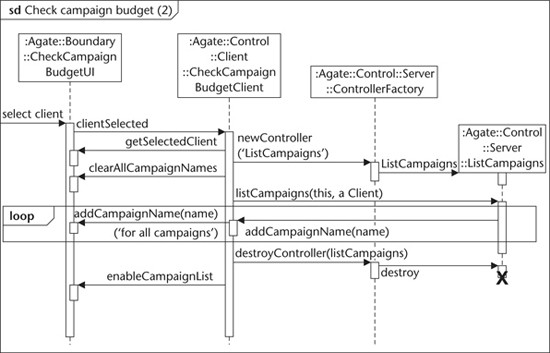 sd Check campaign budget (2)
:Agate::Boundary
::CheckCampaign
BudgetUI
:Agate::Control
::Client
::CheckCampaign
BudgetClient
:Agate::Control::Server
::ControllerFactory
:Agate::Control
::Server
::ListCampaigns
select client
clientSelected
getSelectedClient
newController
('ListCampaigns')
ListCampaigns
clearAllCampaignNames
listCampaigns(this, a Client)
loop
addCampaignName(name)
('for all campaigns')
addCampaignName(name)
destroyController(listCampaigns)
destroy
enableCampaignList